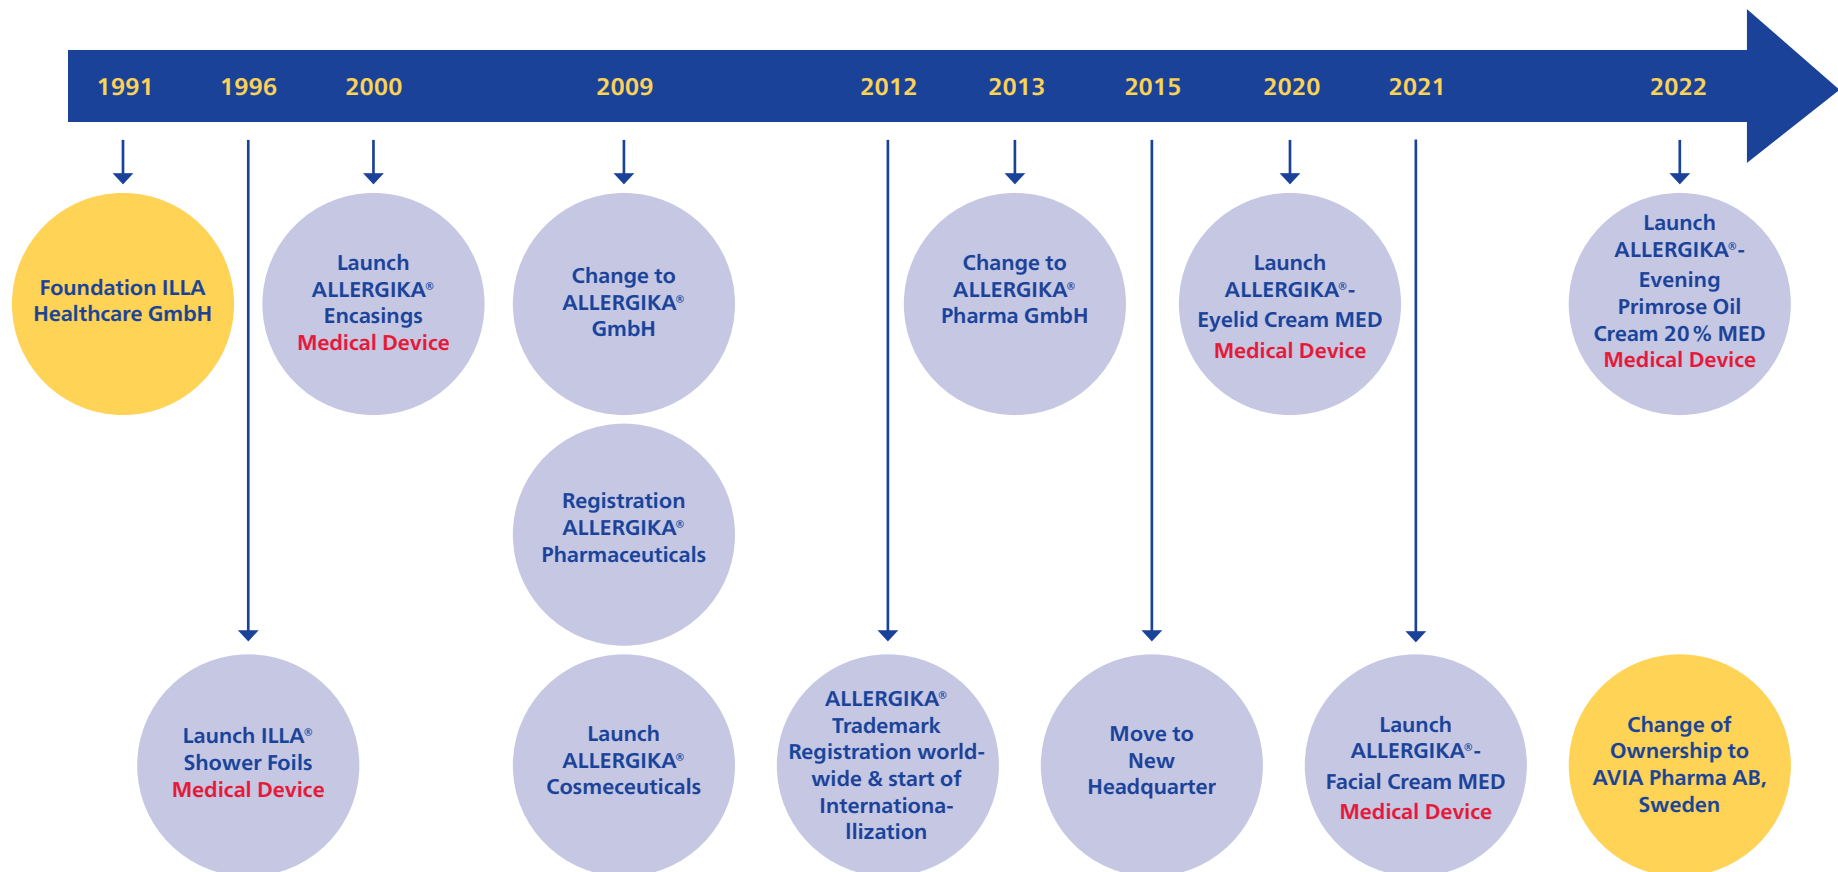 1991
1996
2000
2009
2012
2013
2015
2020
2021
2022
Foundation ILLA
Healthcare GmbH
Launch ILLA®
Shower Foils
Medical Device
Launch
ALLERGIKA®
Encasings
Medical Device
Change to
ALLERGIKA®
GmbH
Registration
ALLERGIKA®
Pharmaceuticals
Launch
ALLERGIKA®
Cosmeceuticals
ALLERGIKA®
Trademark
Registration world-
wide & start of
Internationa-
llization
Change to
ALLERGIKA®
Pharma GmbH
Move to
New
Headquarter
Launch
ALLERGIKA®-
Eyelid Cream MED
Medical Device
Launch
ALLERGIKA®-
Facial Cream MED
Medical Device
Launch
ALLERGIKA®-
Evening
Primrose Oil
Cream 20 % MED
Medical Device
Change of
Ownership to
AVIA Pharma AB,
Sweden